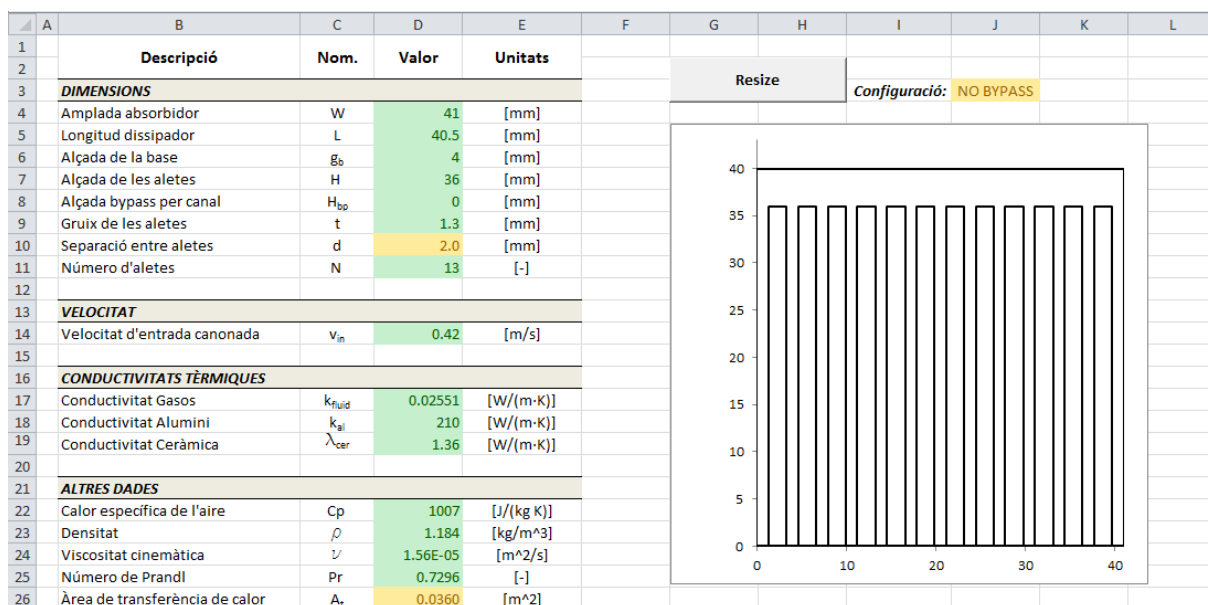 A B C D E F G H I J K L
1
2 Descripció Nom. Valor Unitats
Resize
3 DIMENSIONS
Configuració: NO BYPASS
4 Amplada absorbidor W 41 [mm]
5 Longitud dissipador L 40.5 [mm]
6 Alçada de la base g_b 4 [mm]
7 Alçada de les aletes H 36 [mm]
8 Alçada bypass per canal H_bp 0 [mm]
9 Gruix de les aletes t 1.3 [mm]
10 Separació entre aletes d 2.0 [mm]
11 Número d'aletes N 13 [-]
12
13 VELOCITAT
14 Velocitat d'entrada canonada v_in 0.42 [m/s]
15
16 CONDUCTIVITATS TÈRMIQUES
17 Conductivitat Gasos k_fluid 0.02551 [W/(m·K)]
18 Conductivitat Alumini k_al 210 [W/(m·K)]
19 Conductivitat Ceràmica λ_cer 1.36 [W/(m·K)]
20
21 ALTRES DADES
22 Calor específica de l'aire Cp 1007 [J/(kg K)]
23 Densitat ρ 1.184 [kg/m^3]
24 Viscositat cinemàtica ν 1.56E-05 [m^2/s]
25 Número de Prandl Pr 0.7296 [-]
26 Àrea de transferència de calor A_t 0.0360 [m^2]
40
35
30
25
20
15
10
5
0
0 10 20 30 40